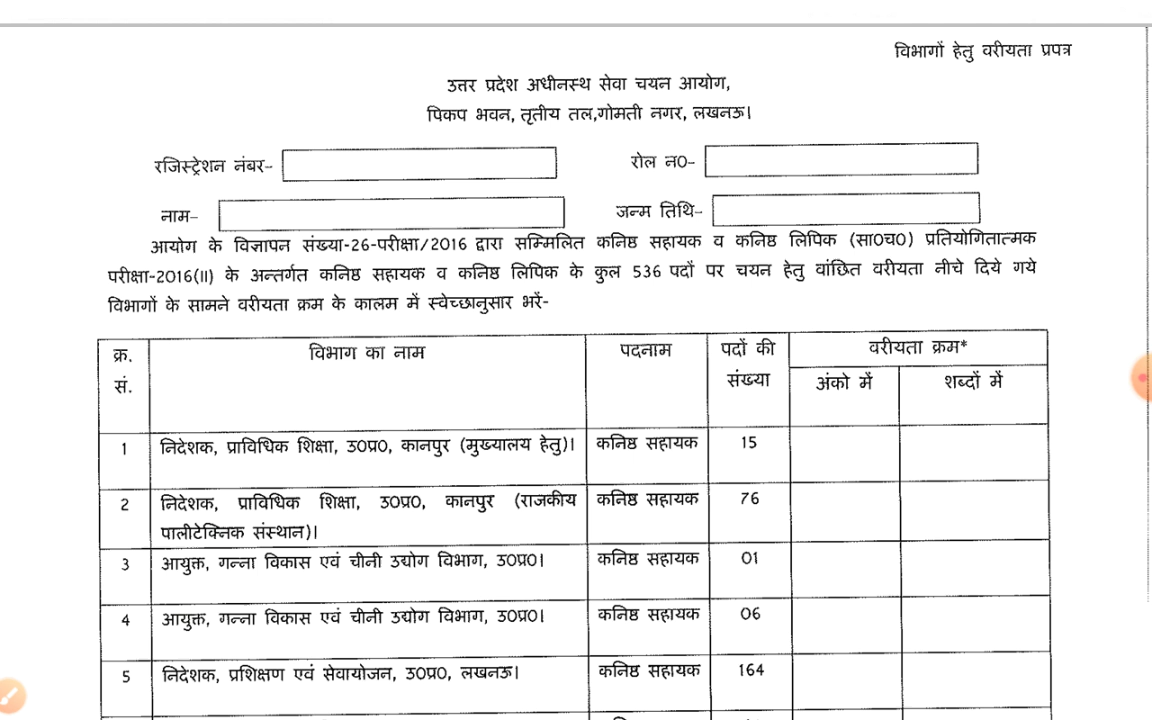 विभागों हेतु वरीयता प्रपत्र
उत्तर प्रदेश अधीनस्थ सेवा चयन आयोग,
पिकप भवन, तृतीय तल,गोमती नगर, लखनऊ।
रजिस्ट्रेशन नंबर-
रोल न0-
नाम-
जन्म तिथि-
आयोग के विज्ञापन संख्या-26-परीक्षा/2016 द्वारा सम्मिलित कनिष्ठ सहायक व कनिष्ठ लिपिक (सा0च0) प्रतियोगितात्मक
परीक्षा-2016(II) के अन्तर्गत कनिष्ठ सहायक व कनिष्ठ लिपिक के कुल 536 पदों पर चयन हेतु वांछित वरीयता नीचे दिये गये
विभागों के सामने वरीयता क्रम के कालम में स्वेच्छानुसार भरें-
क्र. विभाग का नाम पदनाम पदों की वरीयता क्रम*
सं. संख्या अंको में शब्दों में
1 निदेशक, प्राविधिक शिक्षा, उ0प्र0, कानपुर (मुख्यालय हेतु)। कनिष्ठ सहायक 15
2 निदेशक, प्राविधिक शिक्षा, उ0प्र0, कानपुर (राजकीय कनिष्ठ सहायक 76
पालीटेक्निक संस्थान)।
3 आयुक्त, गन्ना विकास एवं चीनी उद्योग विभाग, उ0प्र0। कनिष्ठ सहायक 01
4 आयुक्त, गन्ना विकास एवं चीनी उद्योग विभाग, उ0प्र0। कनिष्ठ सहायक 06
5 निदेशक, प्रशिक्षण एवं सेवायोजन, उ0प्र0, लखनऊ। कनिष्ठ सहायक 164